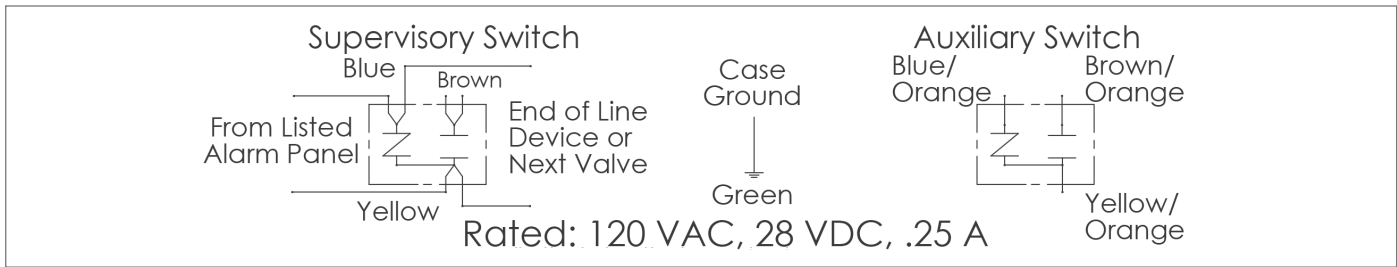 Supervisory Switch
Blue
Brown
From Listed
Alarm Panel
End of Line
Device or
Next Valve
Yellow
Case
Ground
Green
Auxiliary Switch
Blue/
Orange
Brown/
Orange
Yellow/
Orange
Rated: 120 VAC, 28 VDC, .25 A